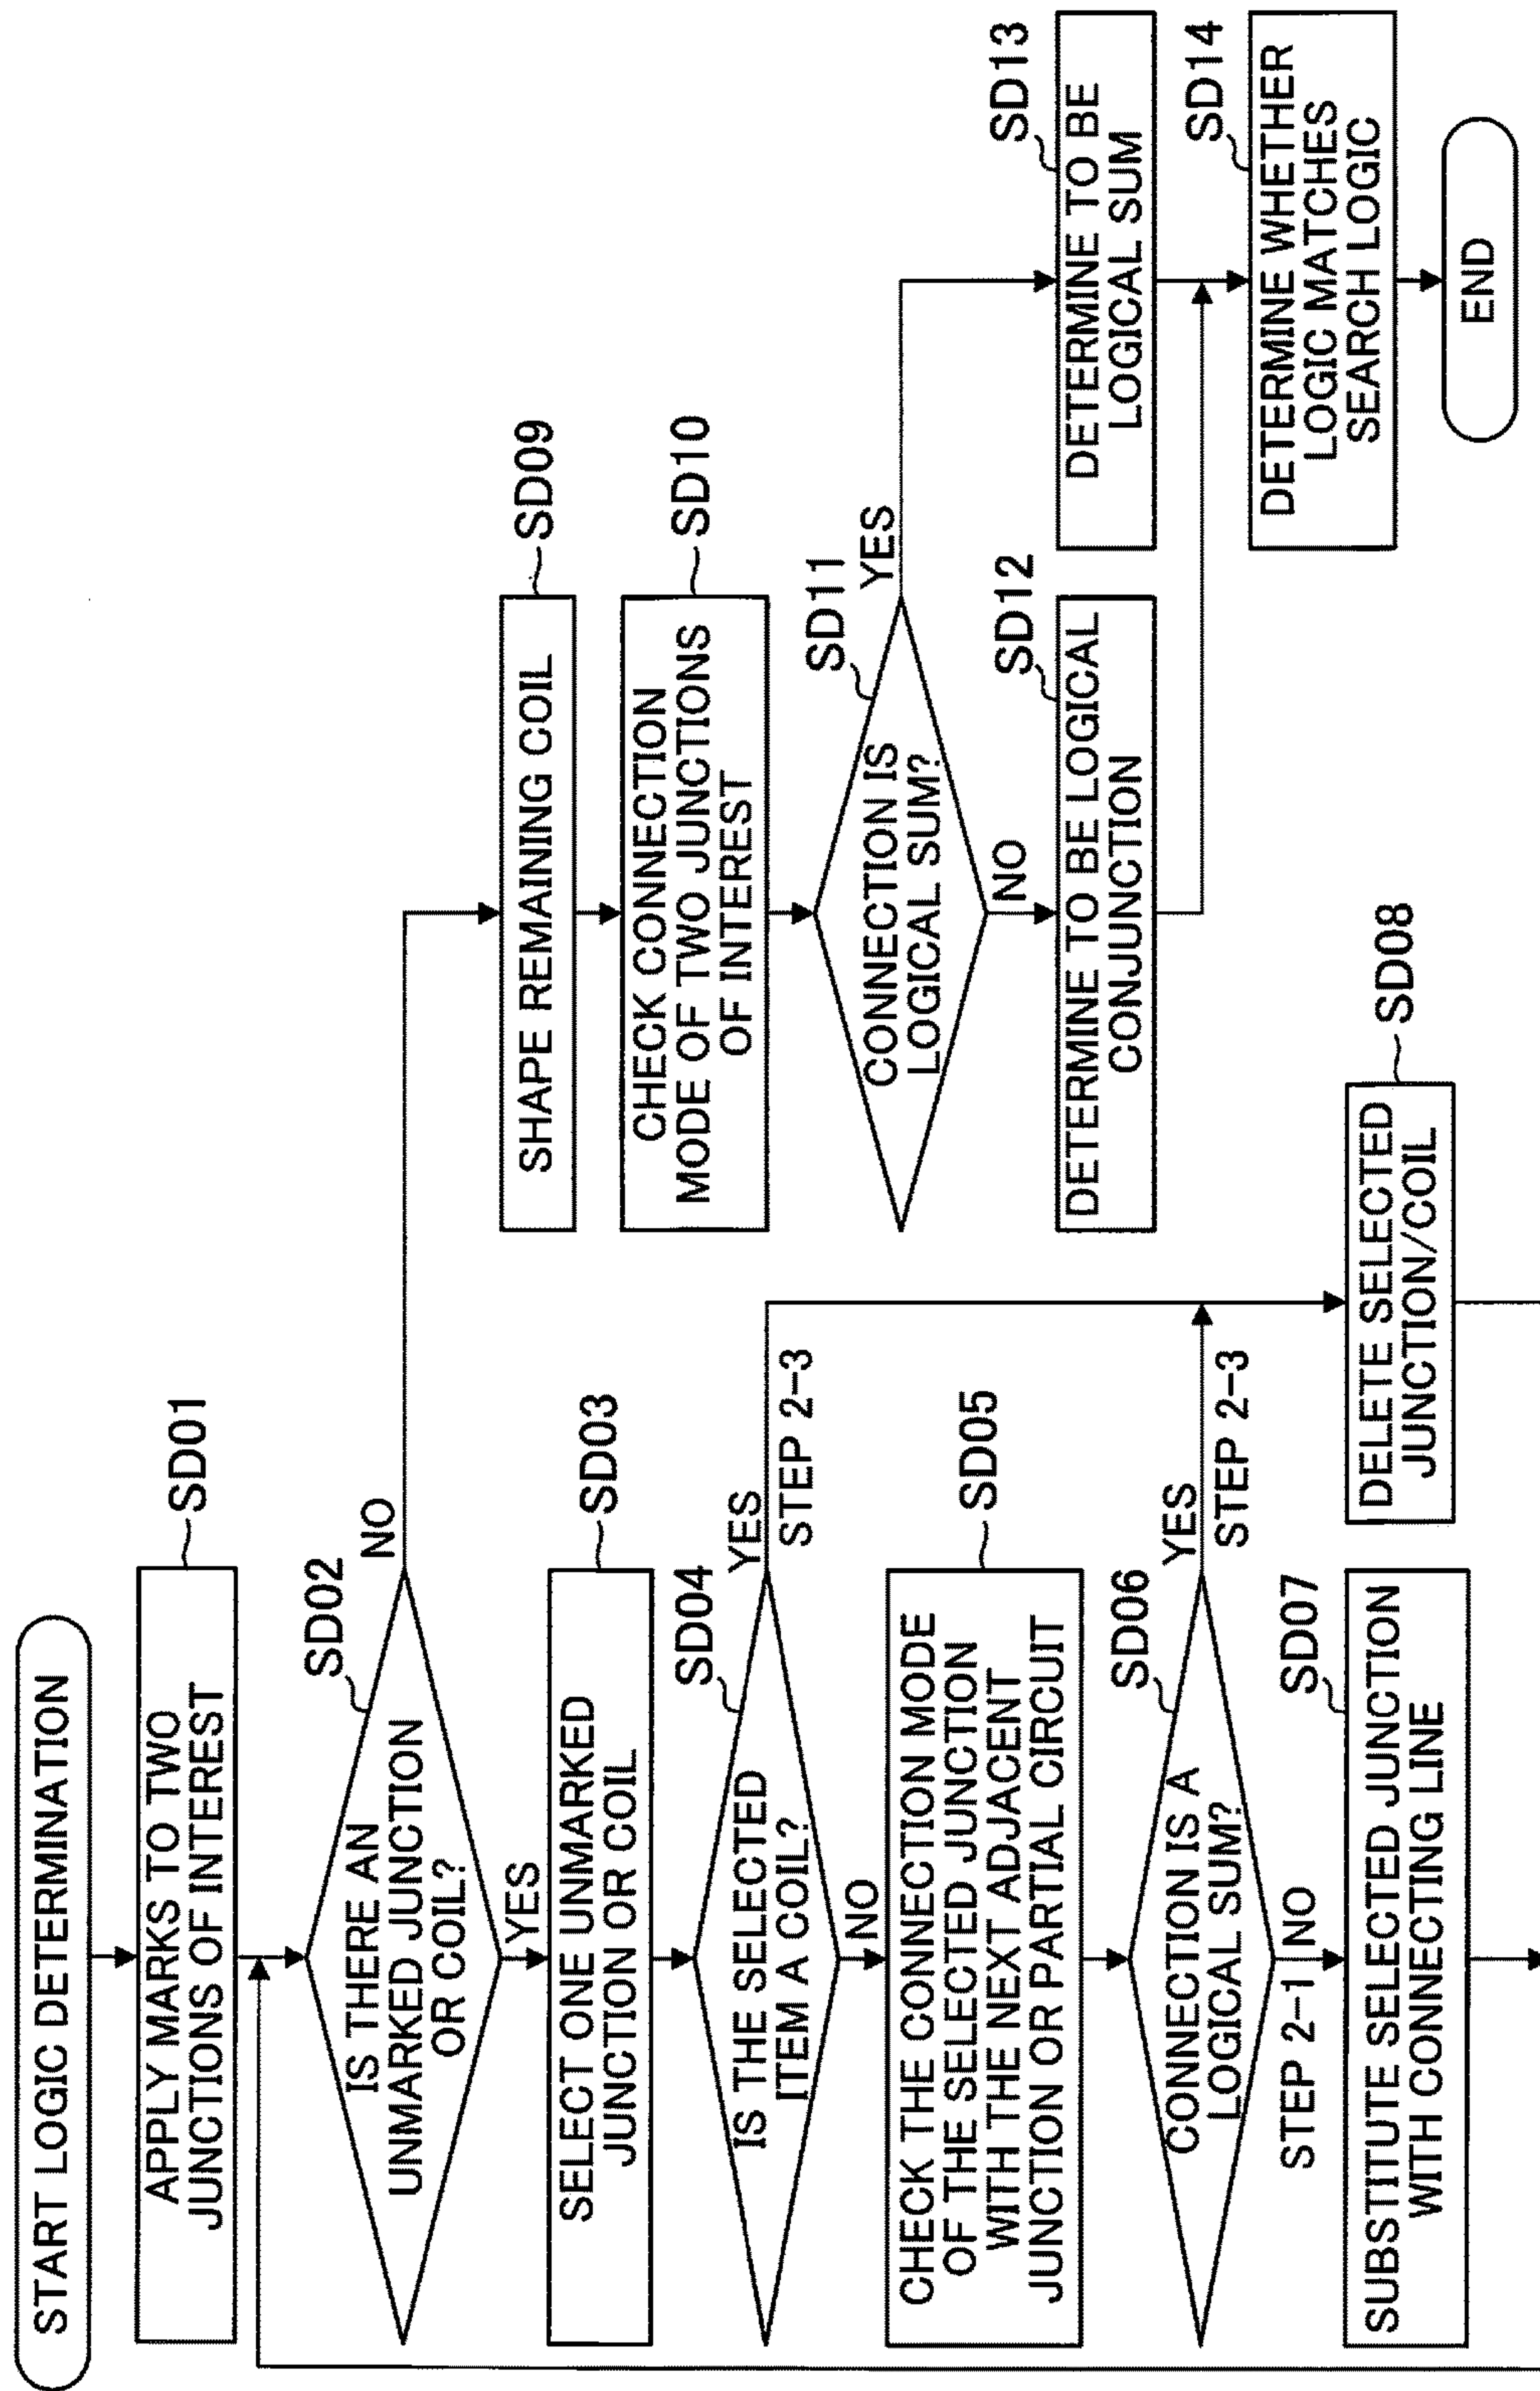 START LOGIC DETERMINATION
SD01
APPLY MARKS TO TWO
JUNCTIONS OF INTEREST
SD02
IS THERE AN
UNMARKED JUNCTION
OR COIL?
NO
YES
SD03
SELECT ONE UNMARKED
JUNCTION OR COIL
SD04
IS THE SELECTED
ITEM A COIL?
YES
STEP 2-3
NO
SD05
CHECK THE CONNECTION MODE
OF THE SELECTED JUNCTION
WITH THE NEXT ADJACENT
JUNCTION OR PARTIAL CIRCUIT
SD06
CONNECTION IS A
LOGICAL SUM?
YES
STEP 2-3
STEP 2-1 NO
SD07
SUBSTITUTE SELECTED JUNCTION
WITH CONNECTING LINE
SD08
DELETE SELECTED
JUNCTION/COIL
SD09
SHAPE REMAINING COIL
SD10
CHECK CONNECTION
MODE OF TWO JUNCTIONS
OF INTEREST
SD11
CONNECTION IS
LOGICAL SUM?
YES
NO
SD12
DETERMINE TO BE LOGICAL
CONJUNCTION
SD13
DETERMINE TO BE
LOGICAL SUM
SD14
DETERMINE WHETHER
LOGIC MATCHES
SEARCH LOGIC
END